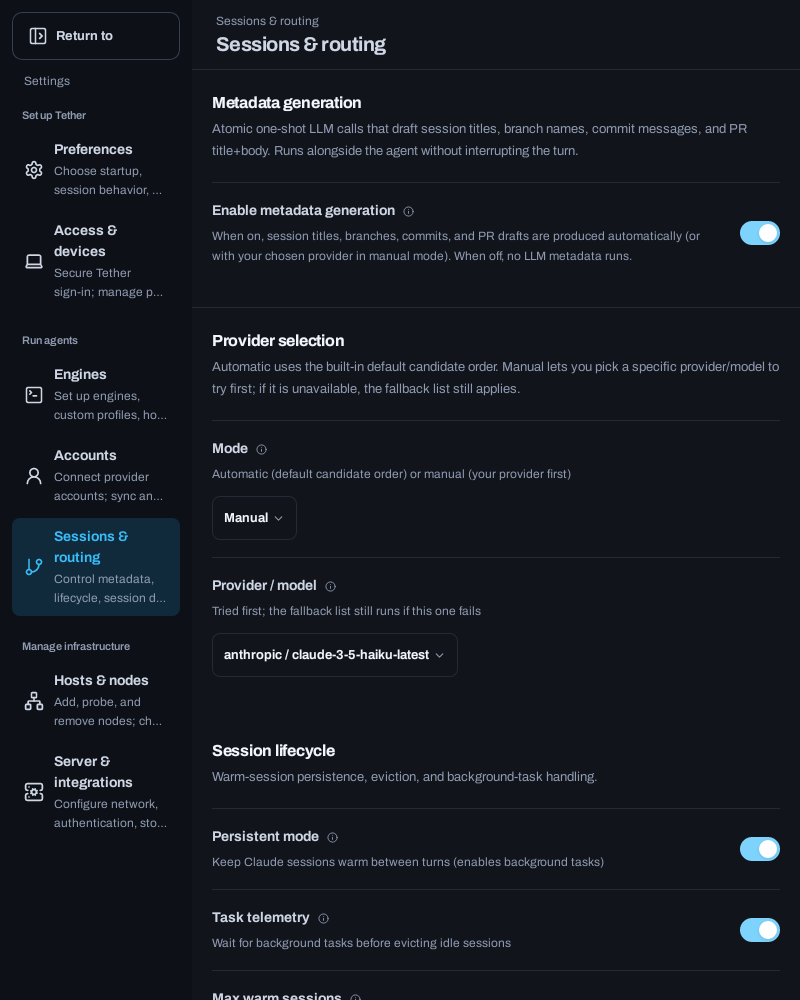 Return to
Settings
Set up Tether
Preferences
Choose startup,
session behavior, ...
Access &
devices
Secure Tether
sign-in; manage p...
Run agents
Engines
Set up engines,
custom profiles, ho...
Accounts
Connect provider
accounts; sync an...
Sessions &
routing
Control metadata,
lifecycle, session d...
Manage infrastructure
Hosts & nodes
Add, probe, and
remove nodes; ch...
Server &
integrations
Configure network,
authentication, sto...
Sessions & routing
Sessions & routing
Metadata generation
Atomic one-shot LLM calls that draft session titles, branch names, commit messages, and PR
title+body. Runs alongside the agent without interrupting the turn.
Enable metadata generation
When on, session titles, branches, commits, and PR drafts are produced automatically (or
with your chosen provider in manual mode). When off, no LLM metadata runs.
Provider selection
Automatic uses the built-in default candidate order. Manual lets you pick a specific provider/model to
try first; if it is unavailable, the fallback list still applies.
Mode
Automatic (default candidate order) or manual (your provider first)
Manual
Provider / model
Tried first; the fallback list still runs if this one fails
anthropic / claude-3-5-haiku-latest
Session lifecycle
Warm-session persistence, eviction, and background-task handling.
Persistent mode
Keep Claude sessions warm between turns (enables background tasks)
Task telemetry
Wait for background tasks before evicting idle sessions
Max warm sessions